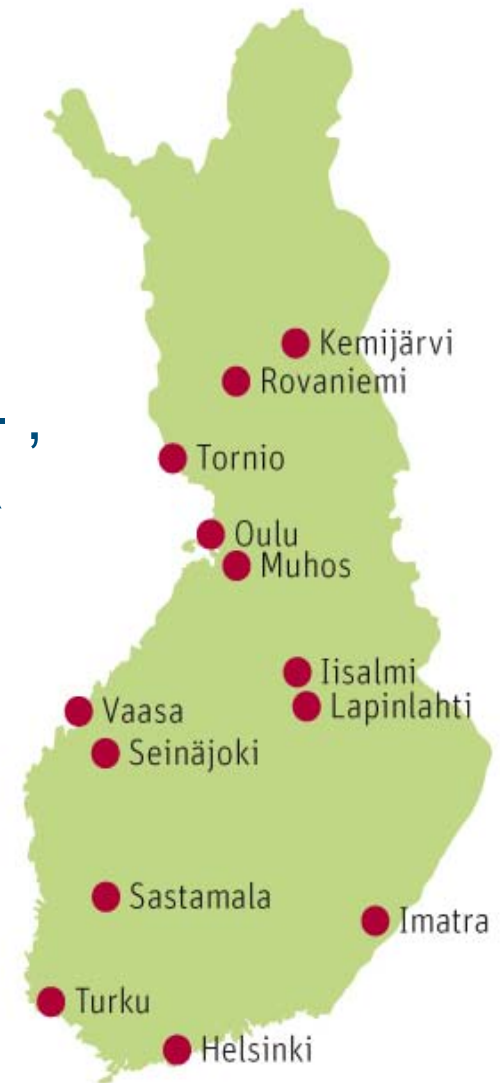 Kemijärvi
Rovaniemi
,
Tornio
Oulu
Muhos
Iisalmi
Lapinlahti
Vaasa
Seinäjoki
Sastamala
Imatra
Turku
Helsinki